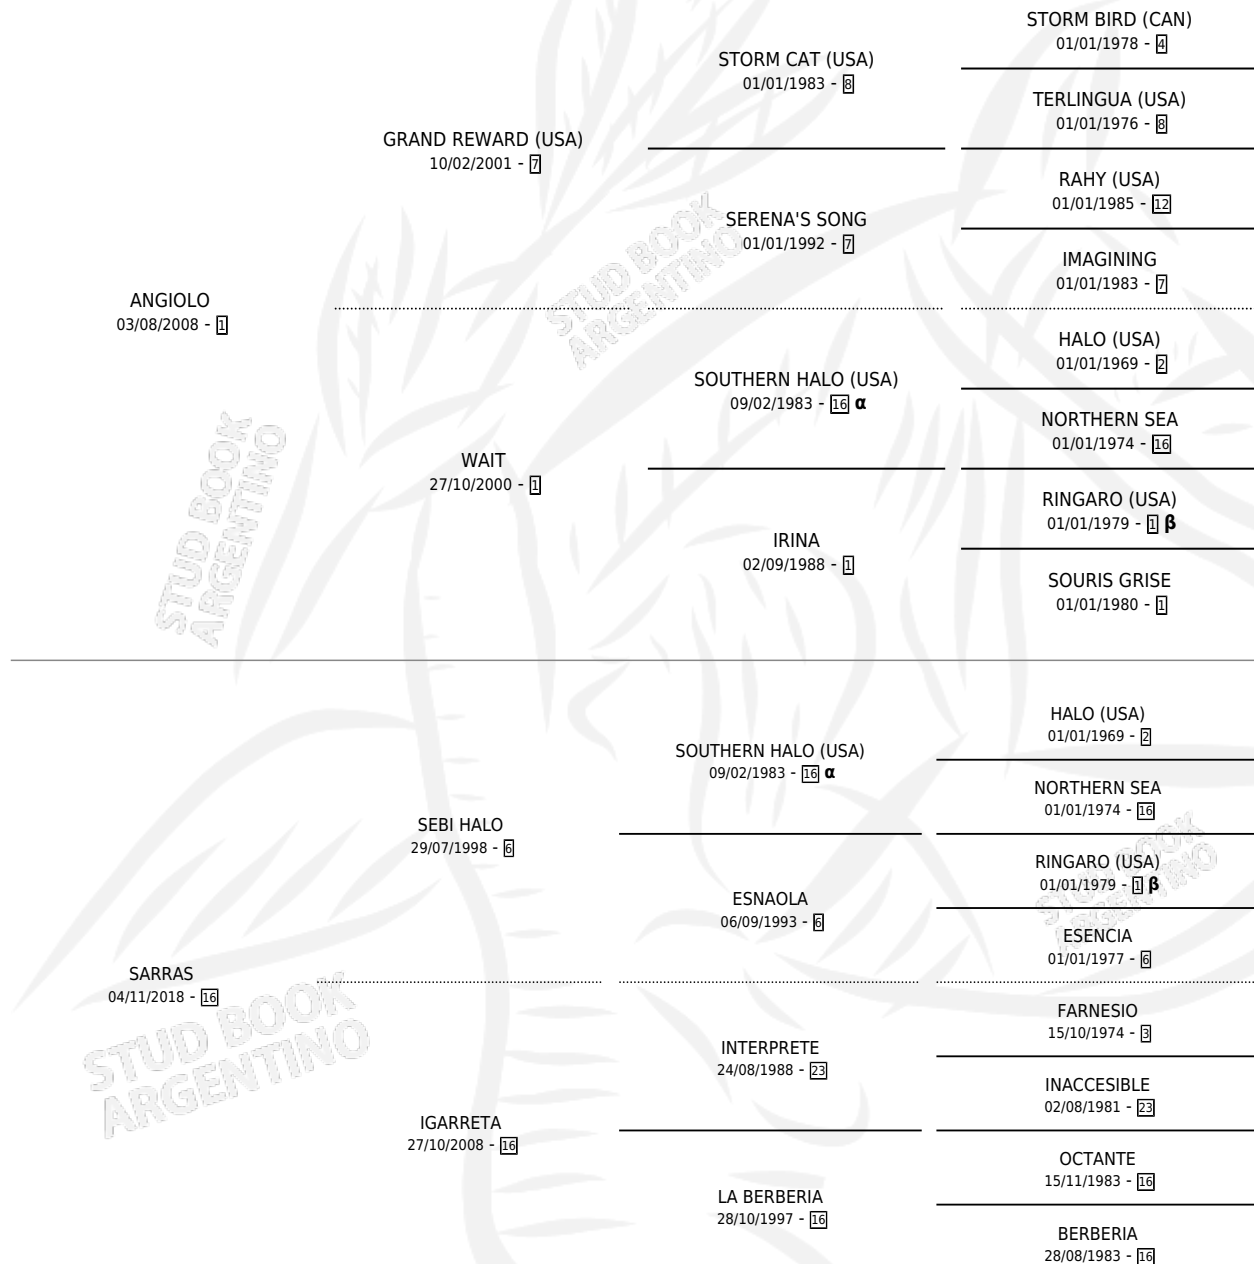 STORM BIRD (CAN)
01/01/1978 - 4
STORM CAT (USA)
01/01/1983 - 8
TERLINGUA (USA)
01/01/1976 - 8
GRAND REWARD (USA)
10/02/2001 - 7
RAHY (USA)
01/01/1985 - 12
SERENA'S SONG
01/01/1992 - 7
IMAGINING
01/01/1983 - 7
ANGIOLO
03/08/2008 - 1
HALO (USA)
01/01/1969 - 2
SOUTHERN HALO (USA)
09/02/1983 - 16 α
NORTHERN SEA
01/01/1974 - 16
WAIT
27/10/2000 - 1
RINGARO (USA)
01/01/1979 - 1 β
IRINA
02/09/1988 - 1
SOURIS GRISE
01/01/1980 - 1
STUD BOOK
ARGENTINO
STUD BOOK
ARGENTINO
HALO (USA)
01/01/1969 - 2
SOUTHERN HALO (USA)
09/02/1983 - 16 α
NORTHERN SEA
01/01/1974 - 16
SEBI HALO
29/07/1998 - 6
RINGARO (USA)
01/01/1979 - 1 β
ESNAOLA
06/09/1993 - 6
ESENCIA
01/01/1977 - 6
STUD BOOK
ARGENTINO
SARRAS
04/11/2018 - 16
FARNESIO
15/10/1974 - 3
INTERPRETE
24/08/1988 - 23
INACCESIBLE
02/08/1981 - 23
IGARRETA
27/10/2008 - 16
OCTANTE
15/11/1983 - 16
LA BERBERIA
28/10/1997 - 16
BERBERIA
28/08/1983 - 16
STUD BOOK
ARGENTINO